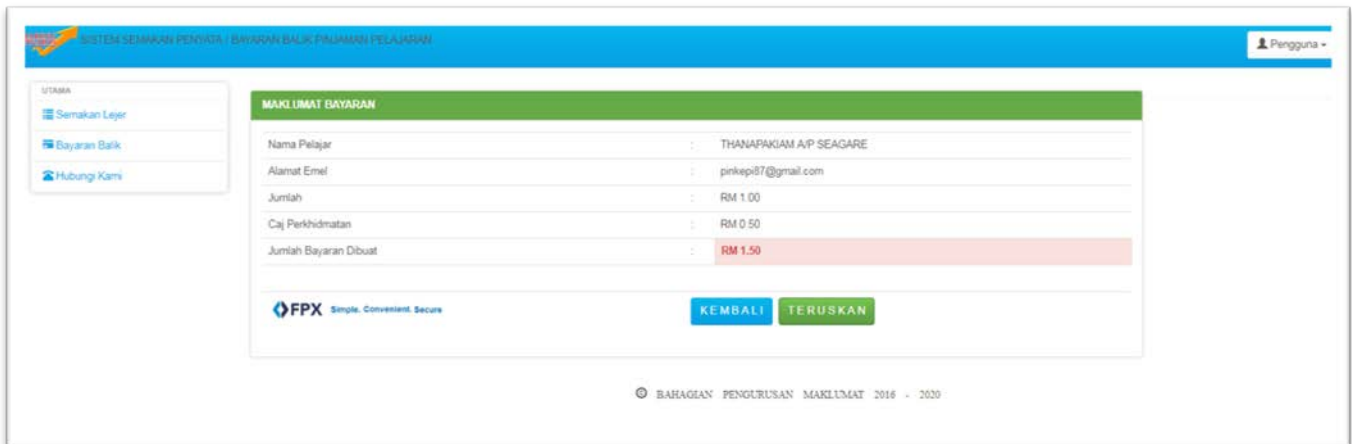 SISTEM SEMAKAN PENYATA / BAYARAN BALIK PINJAMAN PELAJARAN
Pengguna
UTAMA
Semakan Lejer
Bayaran Balik
Hubungi Kami
MAKLUMAT BAYARAN
Nama Pelajar : THANAPAKIAM A/P SEAGARE
Alamat Emel : pinkepi87@gmail.com
Jumlah : RM 1.00
Caj Perkhidmatan : RM 0.50
Jumlah Bayaran Dibuat : RM 1.50
FPX Simple. Convenient. Secure
KEMBALI TERUSKAN
© BAHAGIAN PENGURUSAN MAKLUMAT 2016 - 2020